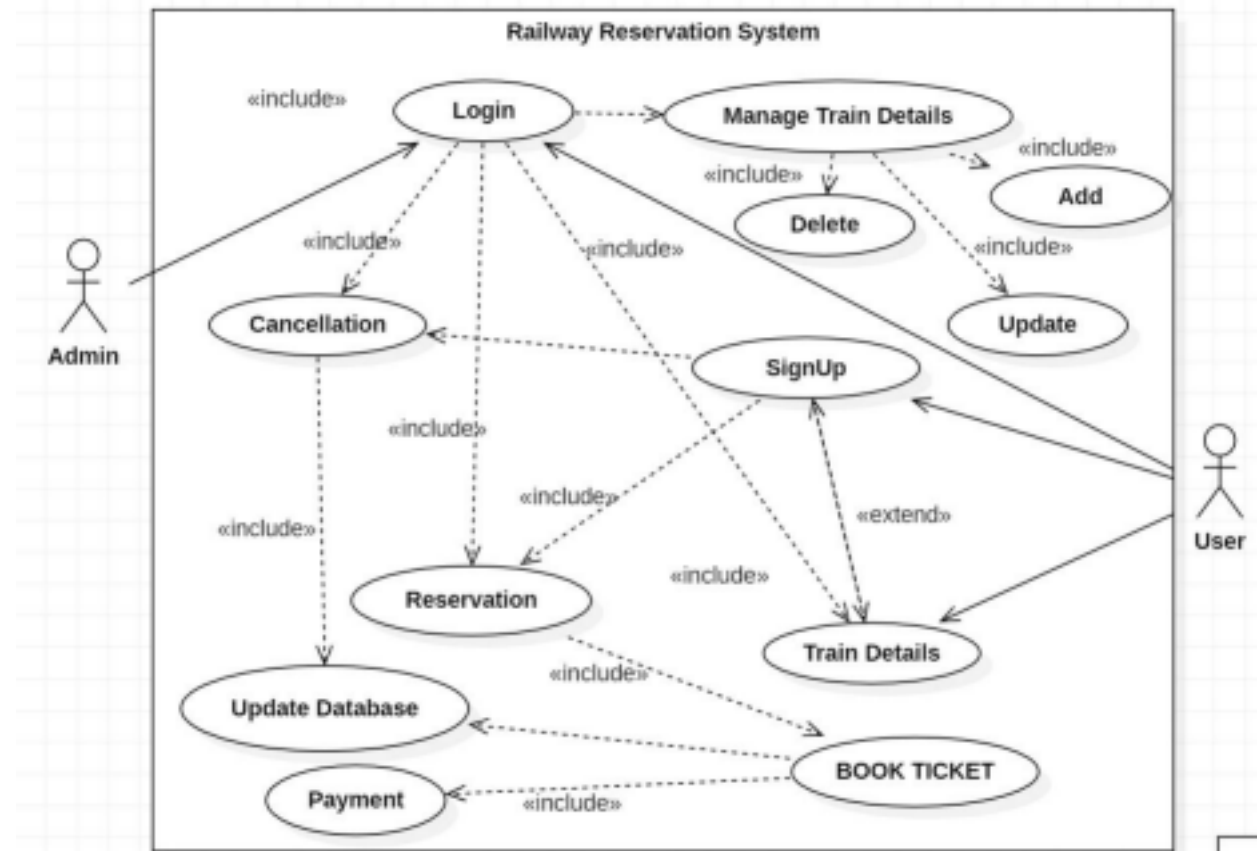 Railway Reservation System
«include»
Login
Manage Train Details
«include»
«include»
Add
Delete
«include»
«include»
«include»
Admin
Cancellation
Update
SignUp
«include»
«include»
«extend»
«include»
User
«include»
Reservation
Train Details
«include»
Update Database
BOOK TICKET
Payment
«include»